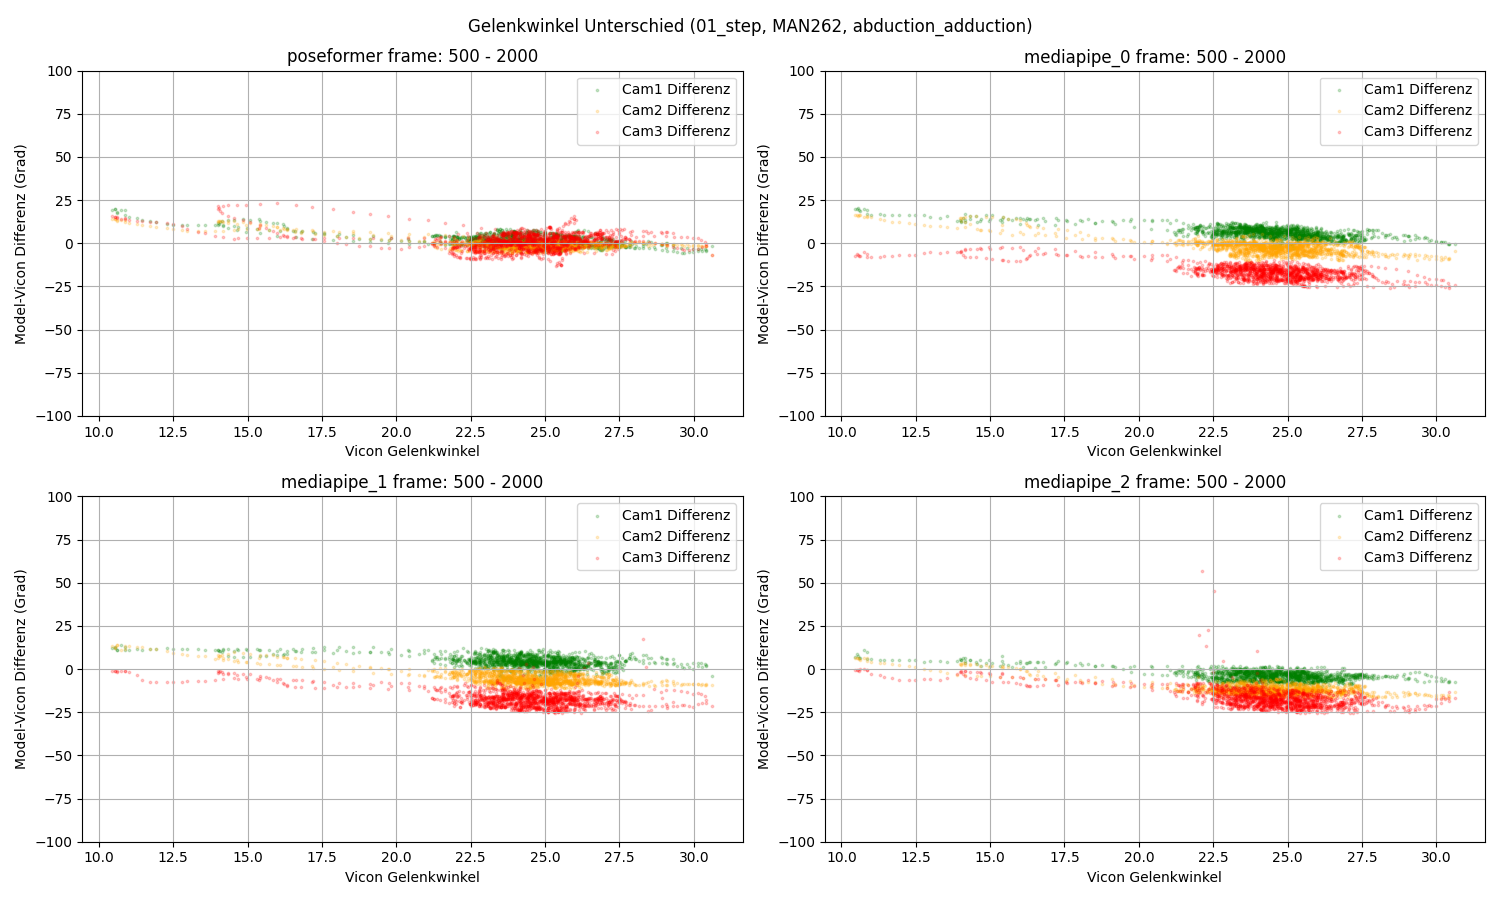 Gelenkwinkel Unterschied (01_step, MAN262, abduction_adduction)
poseformer frame: 500 - 2000
100
75
50
25
0
−25
−50
−75
−100
Model-Vicon Differenz (Grad)
Cam1 Differenz
Cam2 Differenz
Cam3 Differenz
10.0 12.5 15.0 17.5 20.0 22.5 25.0 27.5 30.0
Vicon Gelenkwinkel
mediapipe_0 frame: 500 - 2000
100
75
50
25
0
−25
−50
−75
−100
Model-Vicon Differenz (Grad)
Cam1 Differenz
Cam2 Differenz
Cam3 Differenz
10.0 12.5 15.0 17.5 20.0 22.5 25.0 27.5 30.0
Vicon Gelenkwinkel
mediapipe_1 frame: 500 - 2000
100
75
50
25
0
−25
−50
−75
−100
Model-Vicon Differenz (Grad)
Cam1 Differenz
Cam2 Differenz
Cam3 Differenz
10.0 12.5 15.0 17.5 20.0 22.5 25.0 27.5 30.0
Vicon Gelenkwinkel
mediapipe_2 frame: 500 - 2000
100
75
50
25
0
−25
−50
−75
−100
Model-Vicon Differenz (Grad)
Cam1 Differenz
Cam2 Differenz
Cam3 Differenz
10.0 12.5 15.0 17.5 20.0 22.5 25.0 27.5 30.0
Vicon Gelenkwinkel